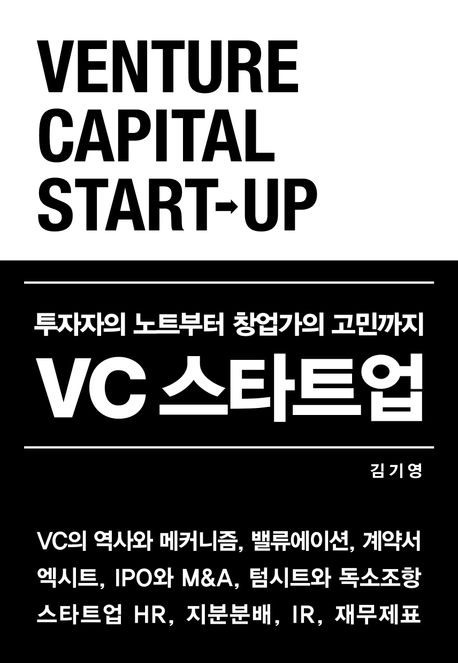 VENTURE
CAPITAL
START→UP
투자자의 노트부터 창업가의 고민까지
VC 스타트업
김기영
VC의 역사와 메커니즘, 밸류에이션, 계약서
엑시트, IPO와 M&A, 텀시트와 독소조항
스타트업 HR, 지분분배, IR, 재무제표